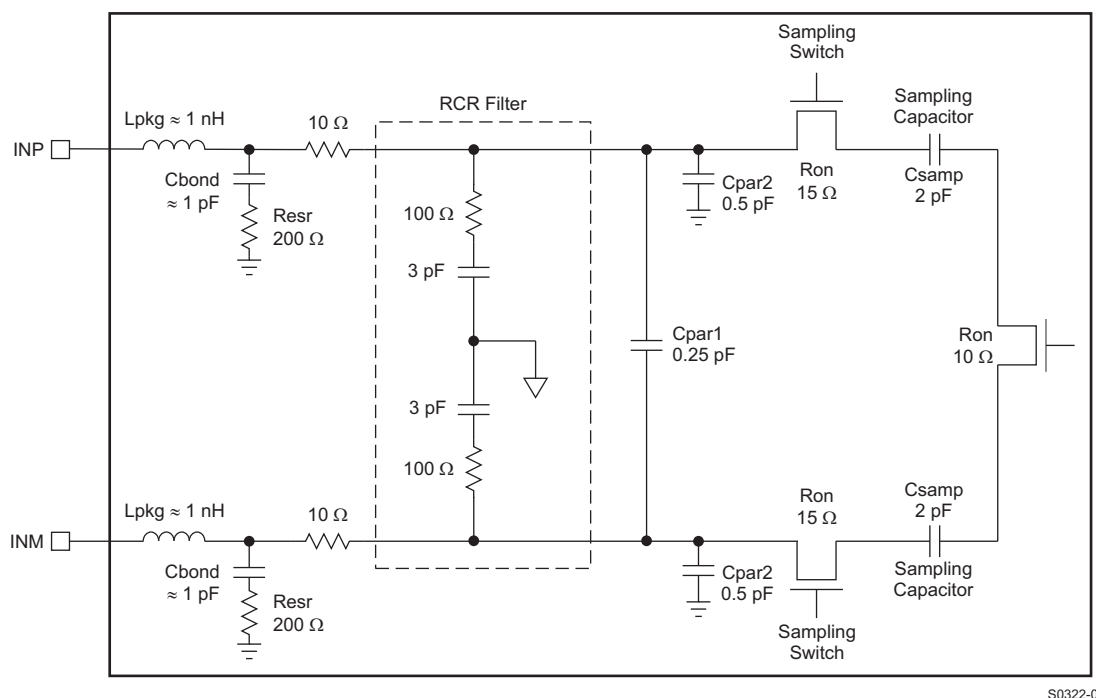 Sampling
Switch
Lpkg ≈ 1 nH
RCR Filter
Sampling
Capacitor
10 Ω
INP
Cbond
≈ 1 pF
Ron
15 Ω
Csamp
2 pF
Cpar2
0.5 pF
100 Ω
Resr
200 Ω
3 pF
Cpar1
0.25 pF
Ron
10 Ω
3 pF
100 Ω
Lpkg ≈ 1 nH
10 Ω
Ron
15 Ω
Csamp
2 pF
INM
Cbond
≈ 1 pF
Cpar2
0.5 pF
Sampling
Capacitor
Resr
200 Ω
Sampling
Switch